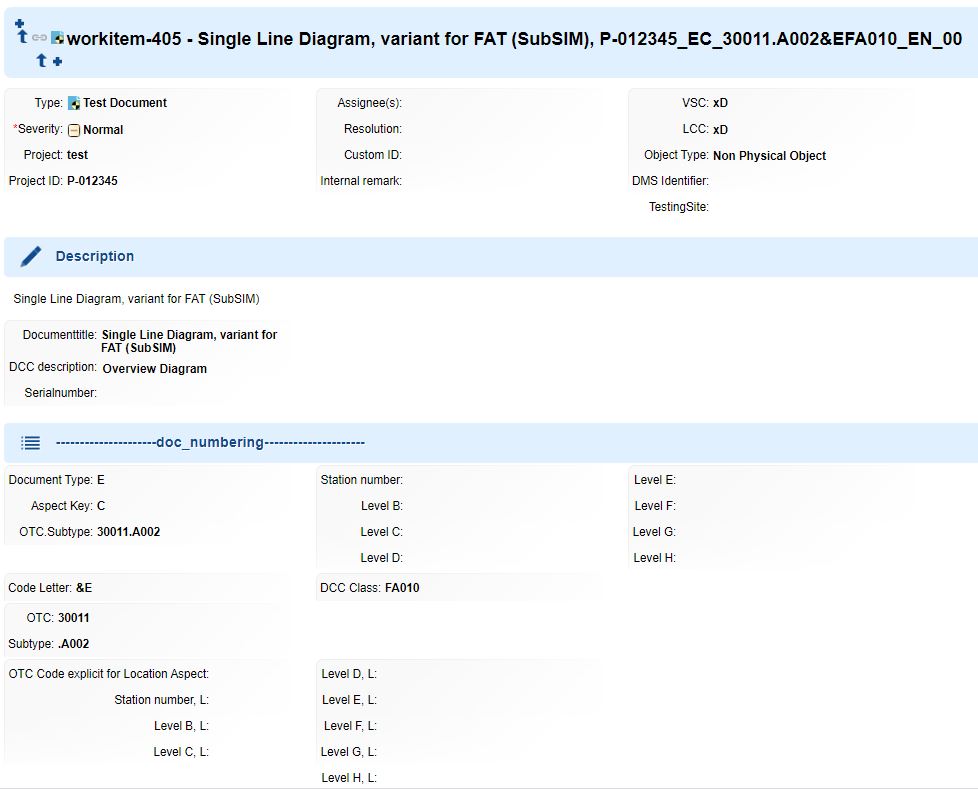 workitem-405 - Single Line Diagram, variant for FAT (SubSIM), P-012345_EC_30011.A002&EFA010_EN_00
Type: Test Document
*Severity: Normal
Project: test
Project ID: P-012345
Assignee(s):
Resolution:
Custom ID:
Internal remark:
VSC: xD
LCC: xD
Object Type: Non Physical Object
DMS Identifier:
TestingSite:
Description
Single Line Diagram, variant for FAT (SubSIM)
Documenttitle: Single Line Diagram, variant for
FAT (SubSIM)
DCC description: Overview Diagram
Serialnumber:
---------------------doc_numbering---------------------
Document Type: E
Aspect Key: C
OTC.Subtype: 30011.A002
Station number:
Level B:
Level C:
Level D:
Level E:
Level F:
Level G:
Level H:
Code Letter: &E
DCC Class: FA010
OTC: 30011
Subtype: .A002
OTC Code explicit for Location Aspect:
Station number, L:
Level B, L:
Level C, L:
Level D, L:
Level E, L:
Level F, L:
Level G, L:
Level H, L: